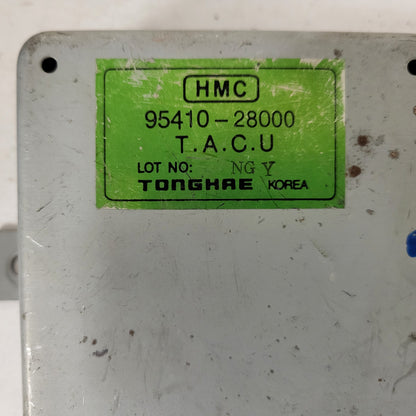 HMC
95410-28000
T.A.C.U
LOT NO: NG Y
TONGHAE KOREA